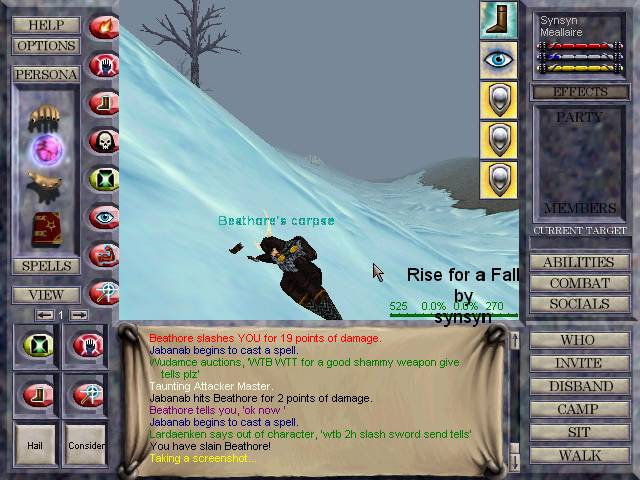 HELP
OPTIONS
PERSONA
SPELLS
VIEW
1
Hail
Consider
Beathore's corpse
Rise for a Fall
by
synsyn
525 0.0% 0.0% 270
Beathore slashes YOU for 19 points of damage.
Jabanab begins to cast a spell.
Wudamce auctions, 'WTB WTT for a good shammy weapon give
tells plz'
Taunting Attacker Master.
Jabanab hits Beathore for 2 points of damage.
Beathore tells you, 'ok now '
Jabanab begins to cast a spell.
Lardaenken says out of character, 'wtb 2h slash sword send tells'
You have slain Beathore!
Taking a screenshot...
Synsyn
Meallaire
EFFECTS
PARTY
MEMBERS
CURRENT TARGET
ABILITIES
COMBAT
SOCIALS
WHO
INVITE
DISBAND
CAMP
SIT
WALK